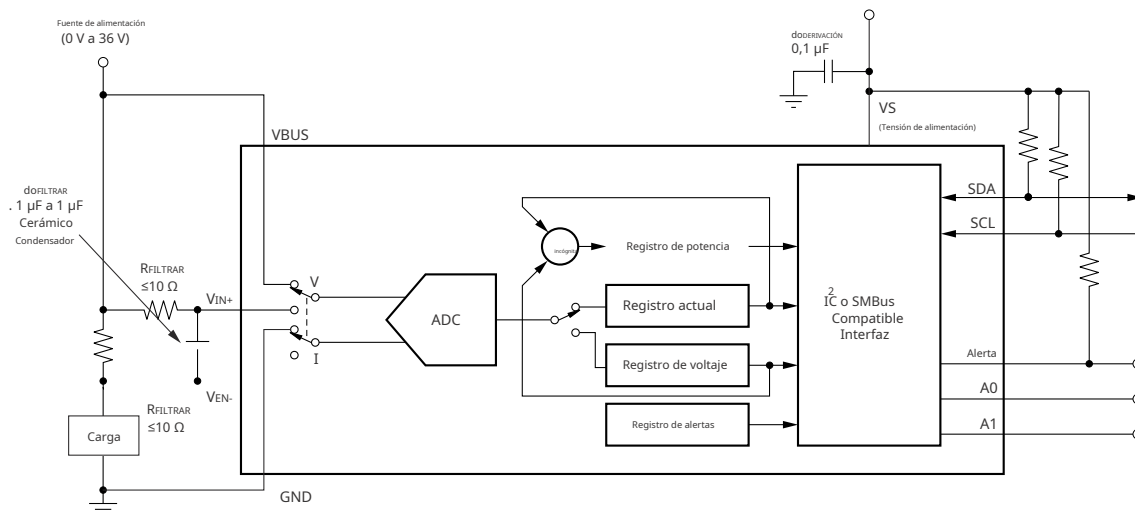 Fuente de alimentación
(0 V a 36 V)
doDERIVACIÓN
0,1 µF
VS
(Tensión de alimentación)
VBUS
doFILTRAR
. 1 µF a 1 µF
Cerámico
Condensador
RFILTRAR
≤10 Ω
VIN+
V
I
ADC
incógnita
Registro de potencia
Registro actual
Registro de voltaje
Registro de alertas
2
IC o SMBus
Compatible
Interfaz
SDA
SCL
Alerta
A0
A1
VEN-
RFILTRAR
≤10 Ω
Carga
GND